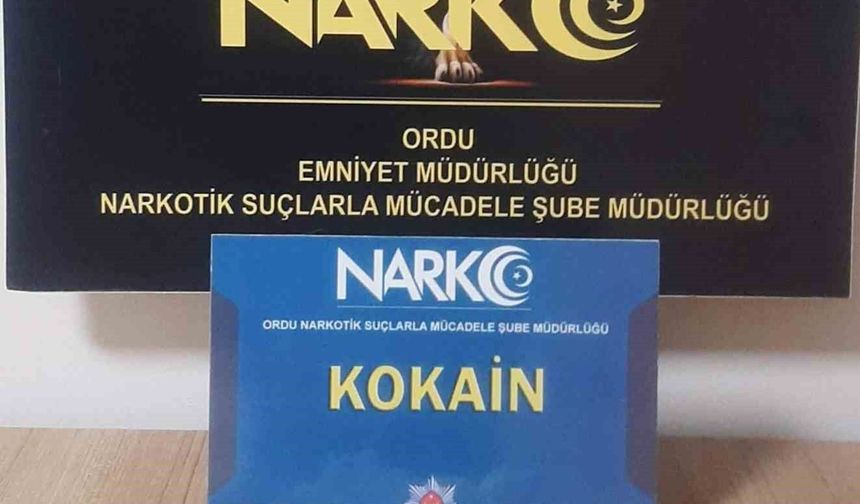 NARKO
ORDU
EMNİYET MÜDÜRLÜĞÜ
NARKOTİK SUÇLARLA MÜCADELE ŞUBE MÜDÜRLÜĞÜ
NARKO
ORDU NARKOTİK SUÇLARLA MÜCADELE ŞUBE MÜDÜRLÜĞÜ
KOKAİN